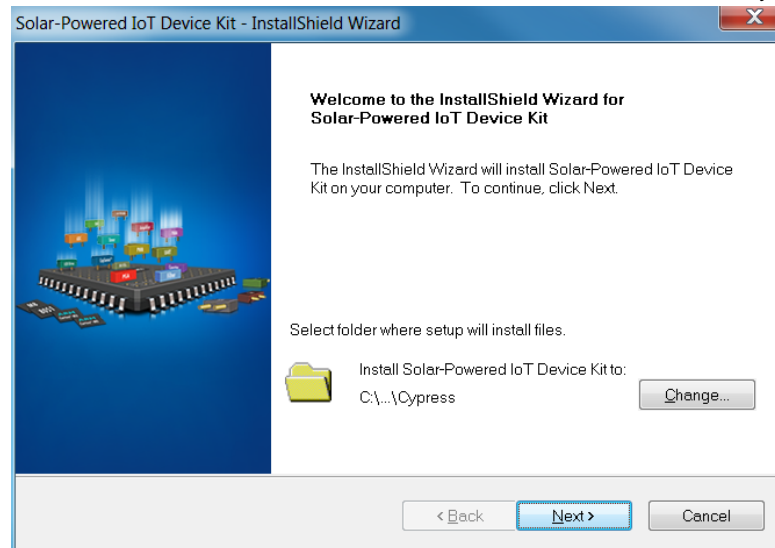 Solar-Powered IoT Device Kit - InstallShield Wizard
Welcome to the InstallShield Wizard for
Solar-Powered IoT Device Kit
The InstallShield Wizard will install Solar-Powered IoT Device
Kit on your computer. To continue, click Next.
Select folder where setup will install files.
Install Solar-Powered IoT Device Kit to:
C:\...\Cypress
Change...
< Back
Next >
Cancel